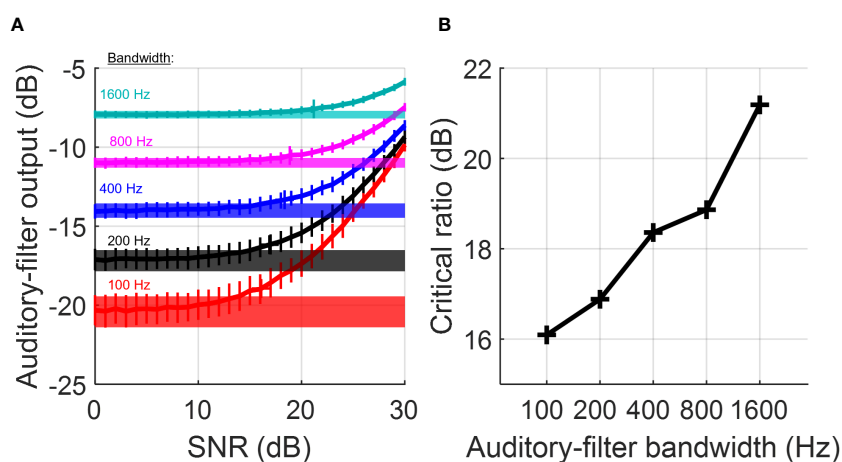 A
Bandwidth:
1600 Hz
800 Hz
400 Hz
200 Hz
100 Hz
-5
-10
-15
-20
-25
0 10 20 30
Auditory-filter output (dB)
SNR (dB)
B
22
20
18
16
100 200 400 800 1600
Critical ratio (dB)
Auditory-filter bandwidth (Hz)